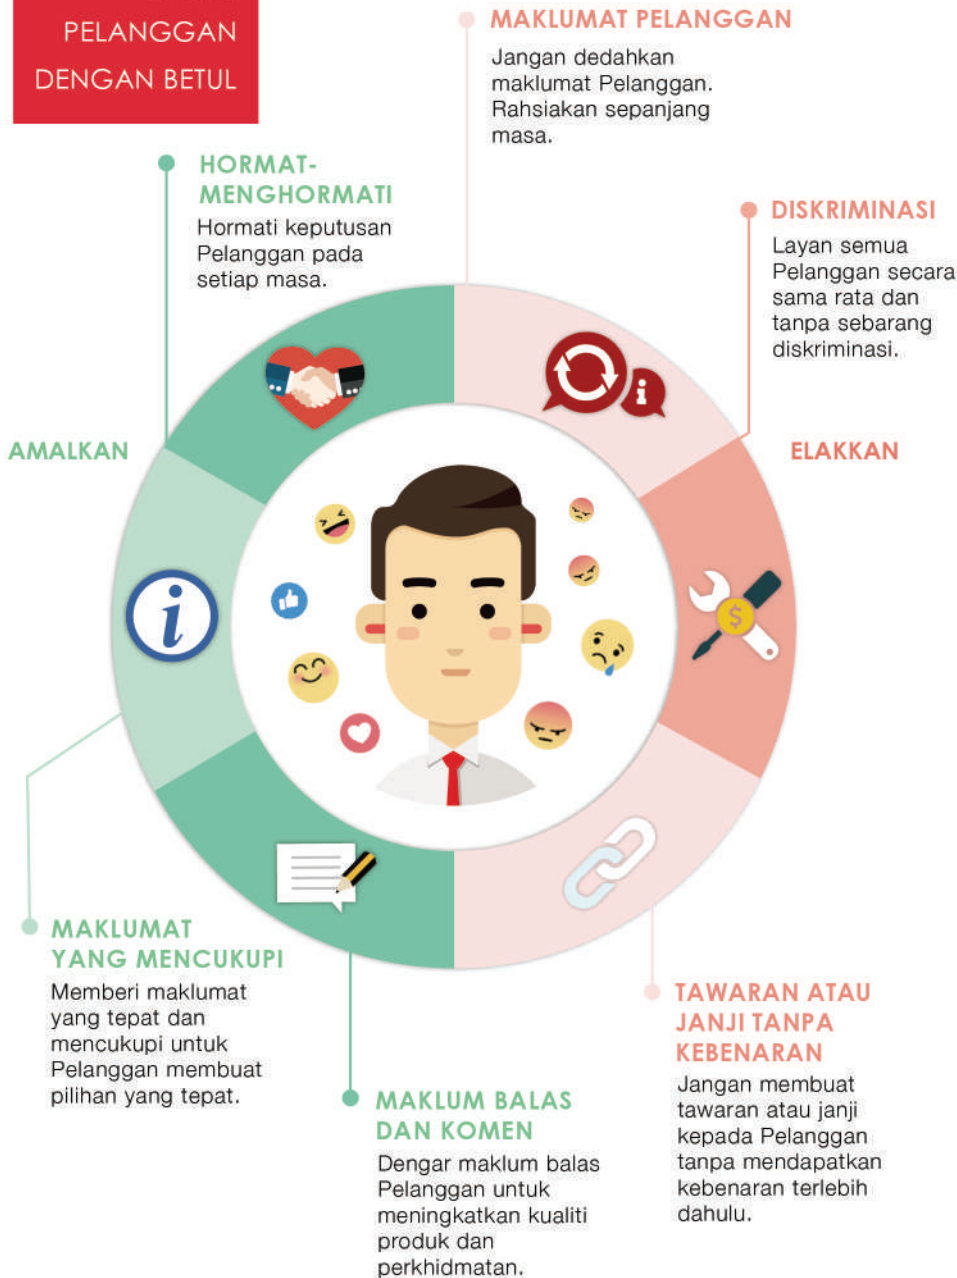 PELANGGAN
DENGAN BETUL
MAKLUMAT PELANGGAN
Jangan dedahkan
maklumat Pelanggan.
Rahsiakan sepanjang
masa.
HORMAT-
MENGHORMATI
Hormati keputusan
Pelanggan pada
setiap masa.
DISKRIMINASI
Layan semua
Pelanggan secara
sama rata dan
tanpa sebarang
diskriminasi.
AMALKAN
ELAKKAN
i
i
$
MAKLUMAT
YANG MENCUKUPI
Memberi maklumat
yang tepat dan
mencukupi untuk
Pelanggan membuat
pilihan yang tepat.
MAKLUM BALAS
DAN KOMEN
Dengar maklum balas
Pelanggan untuk
meningkatkan kualiti
produk dan
perkhidmatan.
TAWARAN ATAU
JANJI TANPA
KEBENARAN
Jangan membuat
tawaran atau janji
kepada Pelanggan
tanpa mendapatkan
kebenaran terlebih
dahulu.